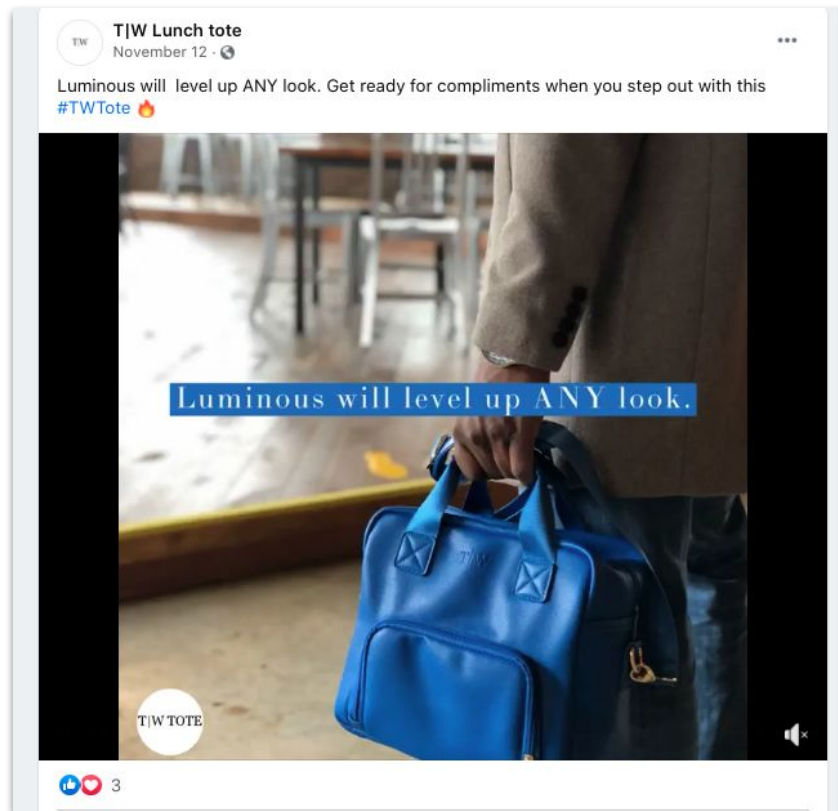 TW
T|W Lunch tote
November 12 ·
Luminous will  level up ANY look. Get ready for compliments when you step out with this
#TWTote 🔥
Luminous will level up ANY look.
T|W
T|W TOTE
3